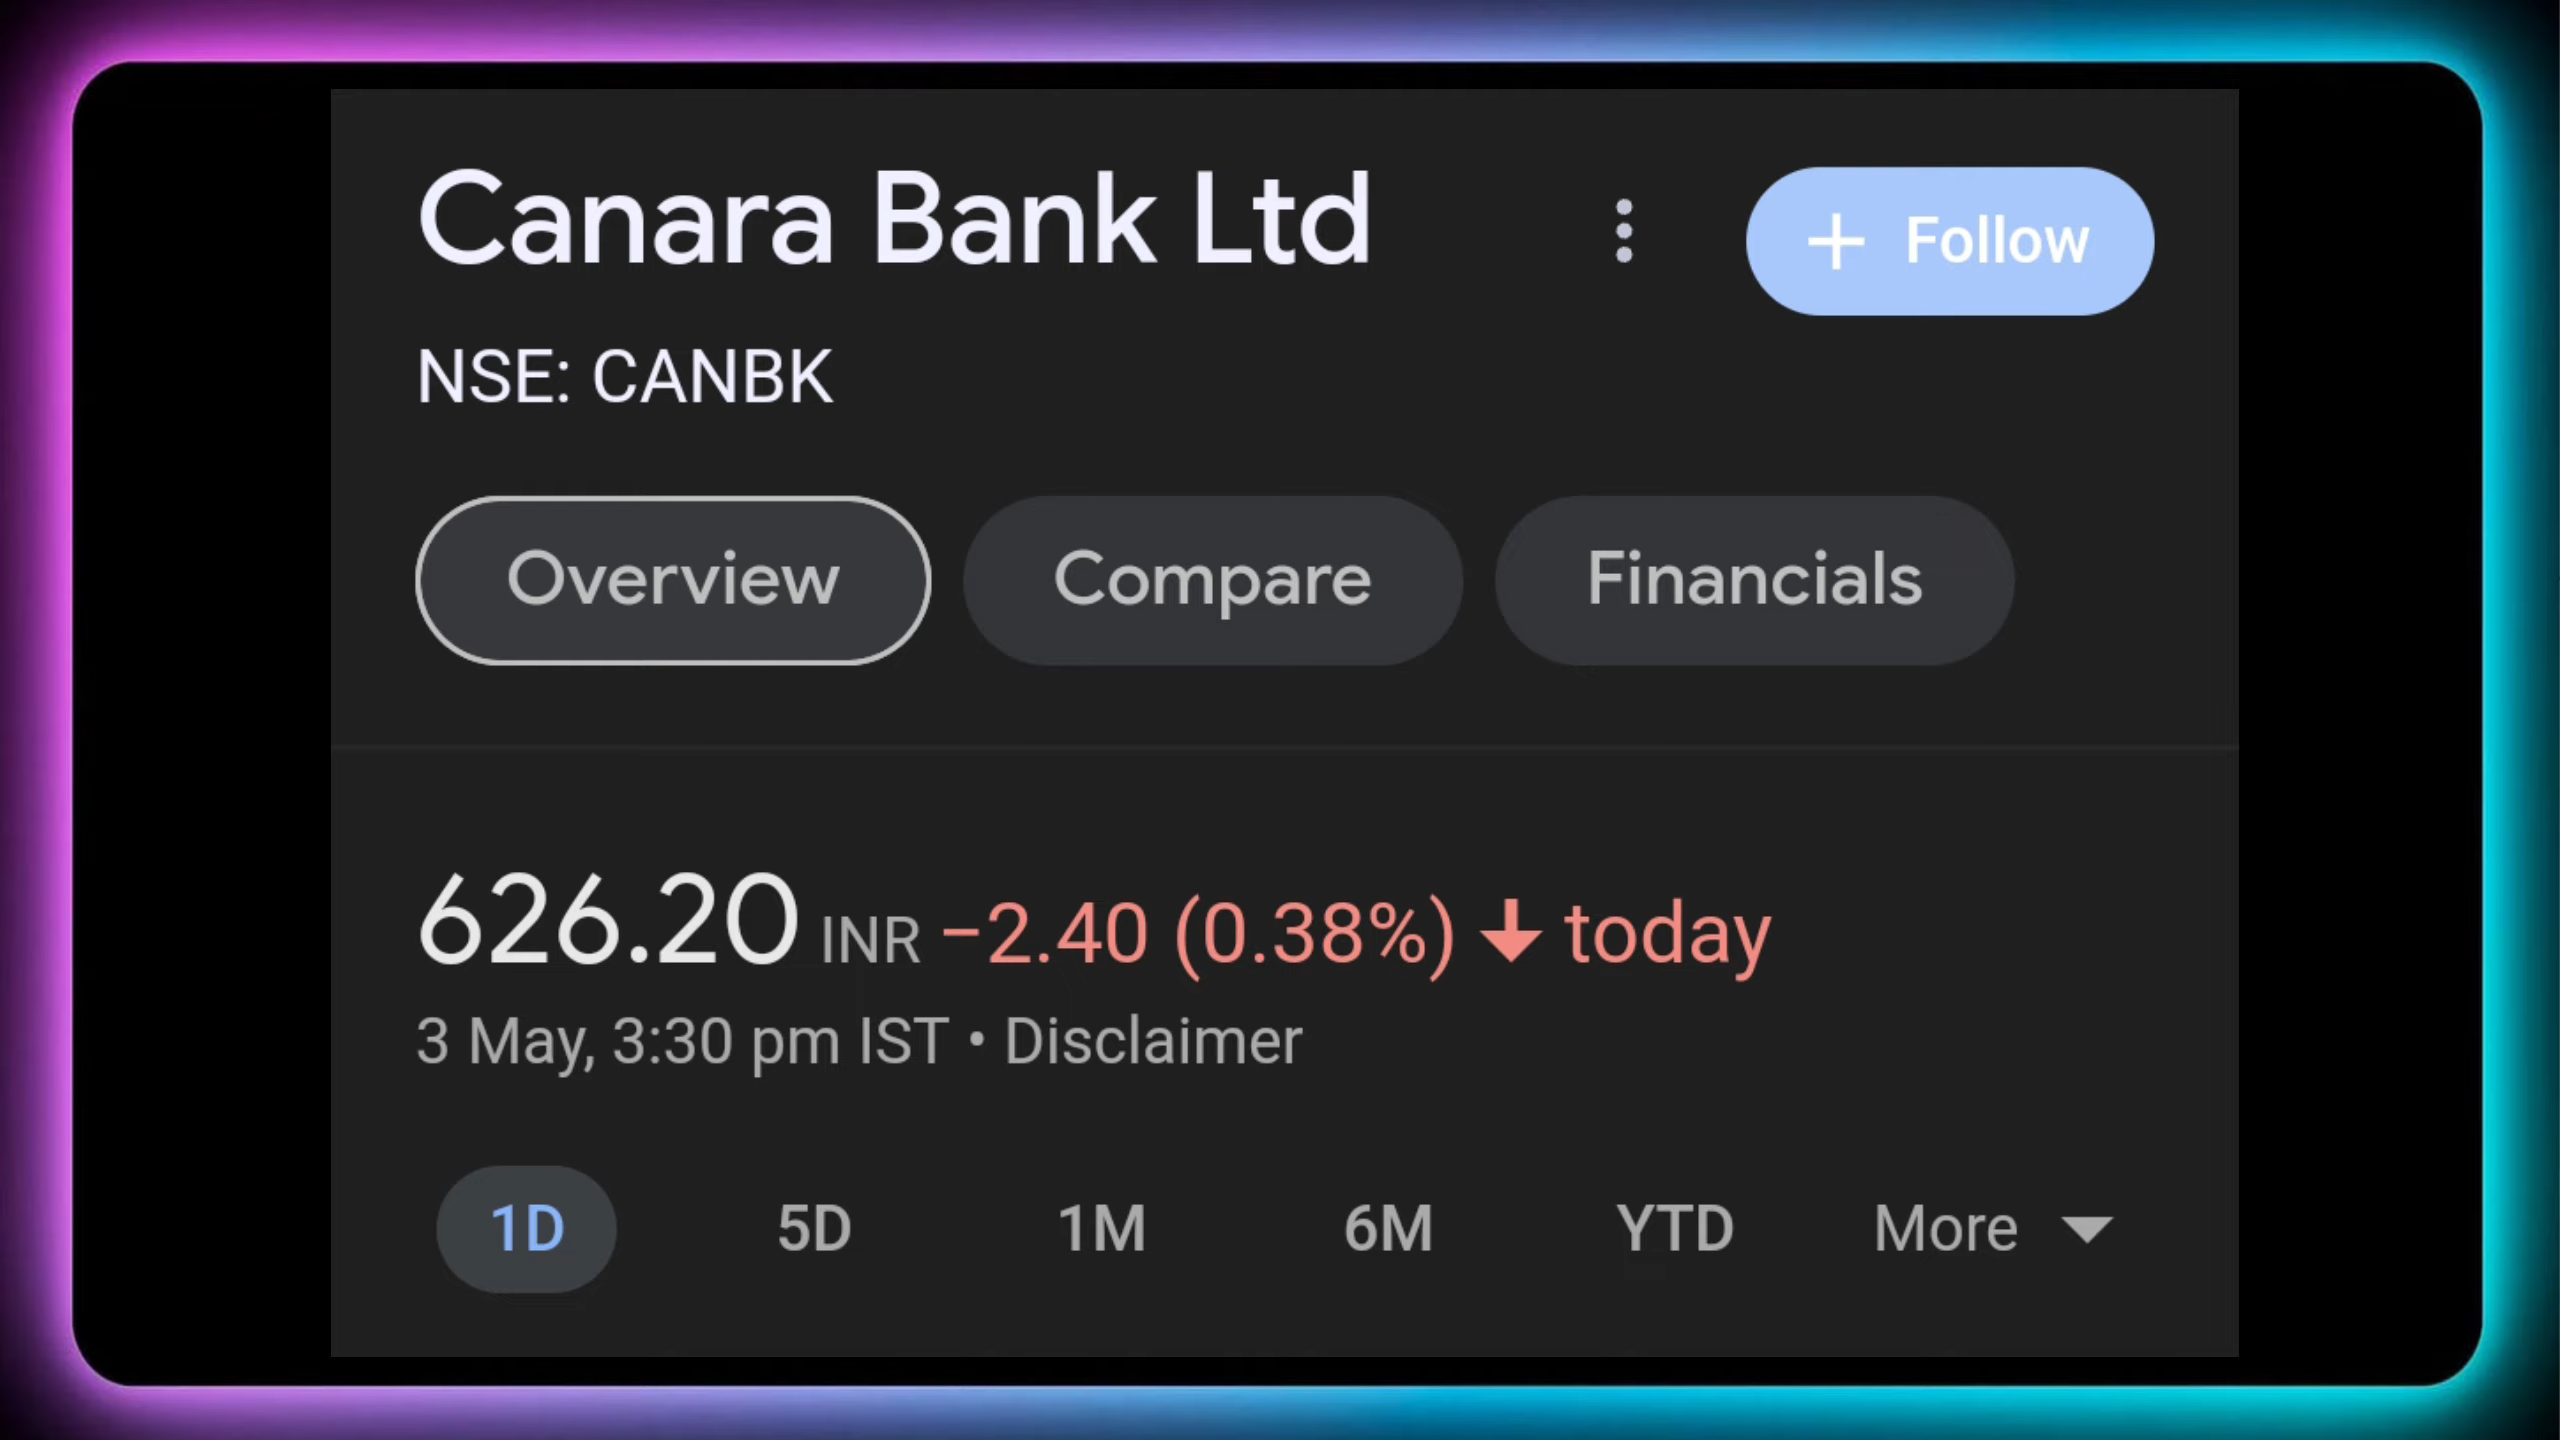 Canara Bank Ltd
+ Follow
NSE: CANBK
Overview Compare Financials
626.20 INR −2.40 (0.38%) ↓ today
3 May, 3:30 pm IST • Disclaimer
1D 5D 1M 6M YTD More